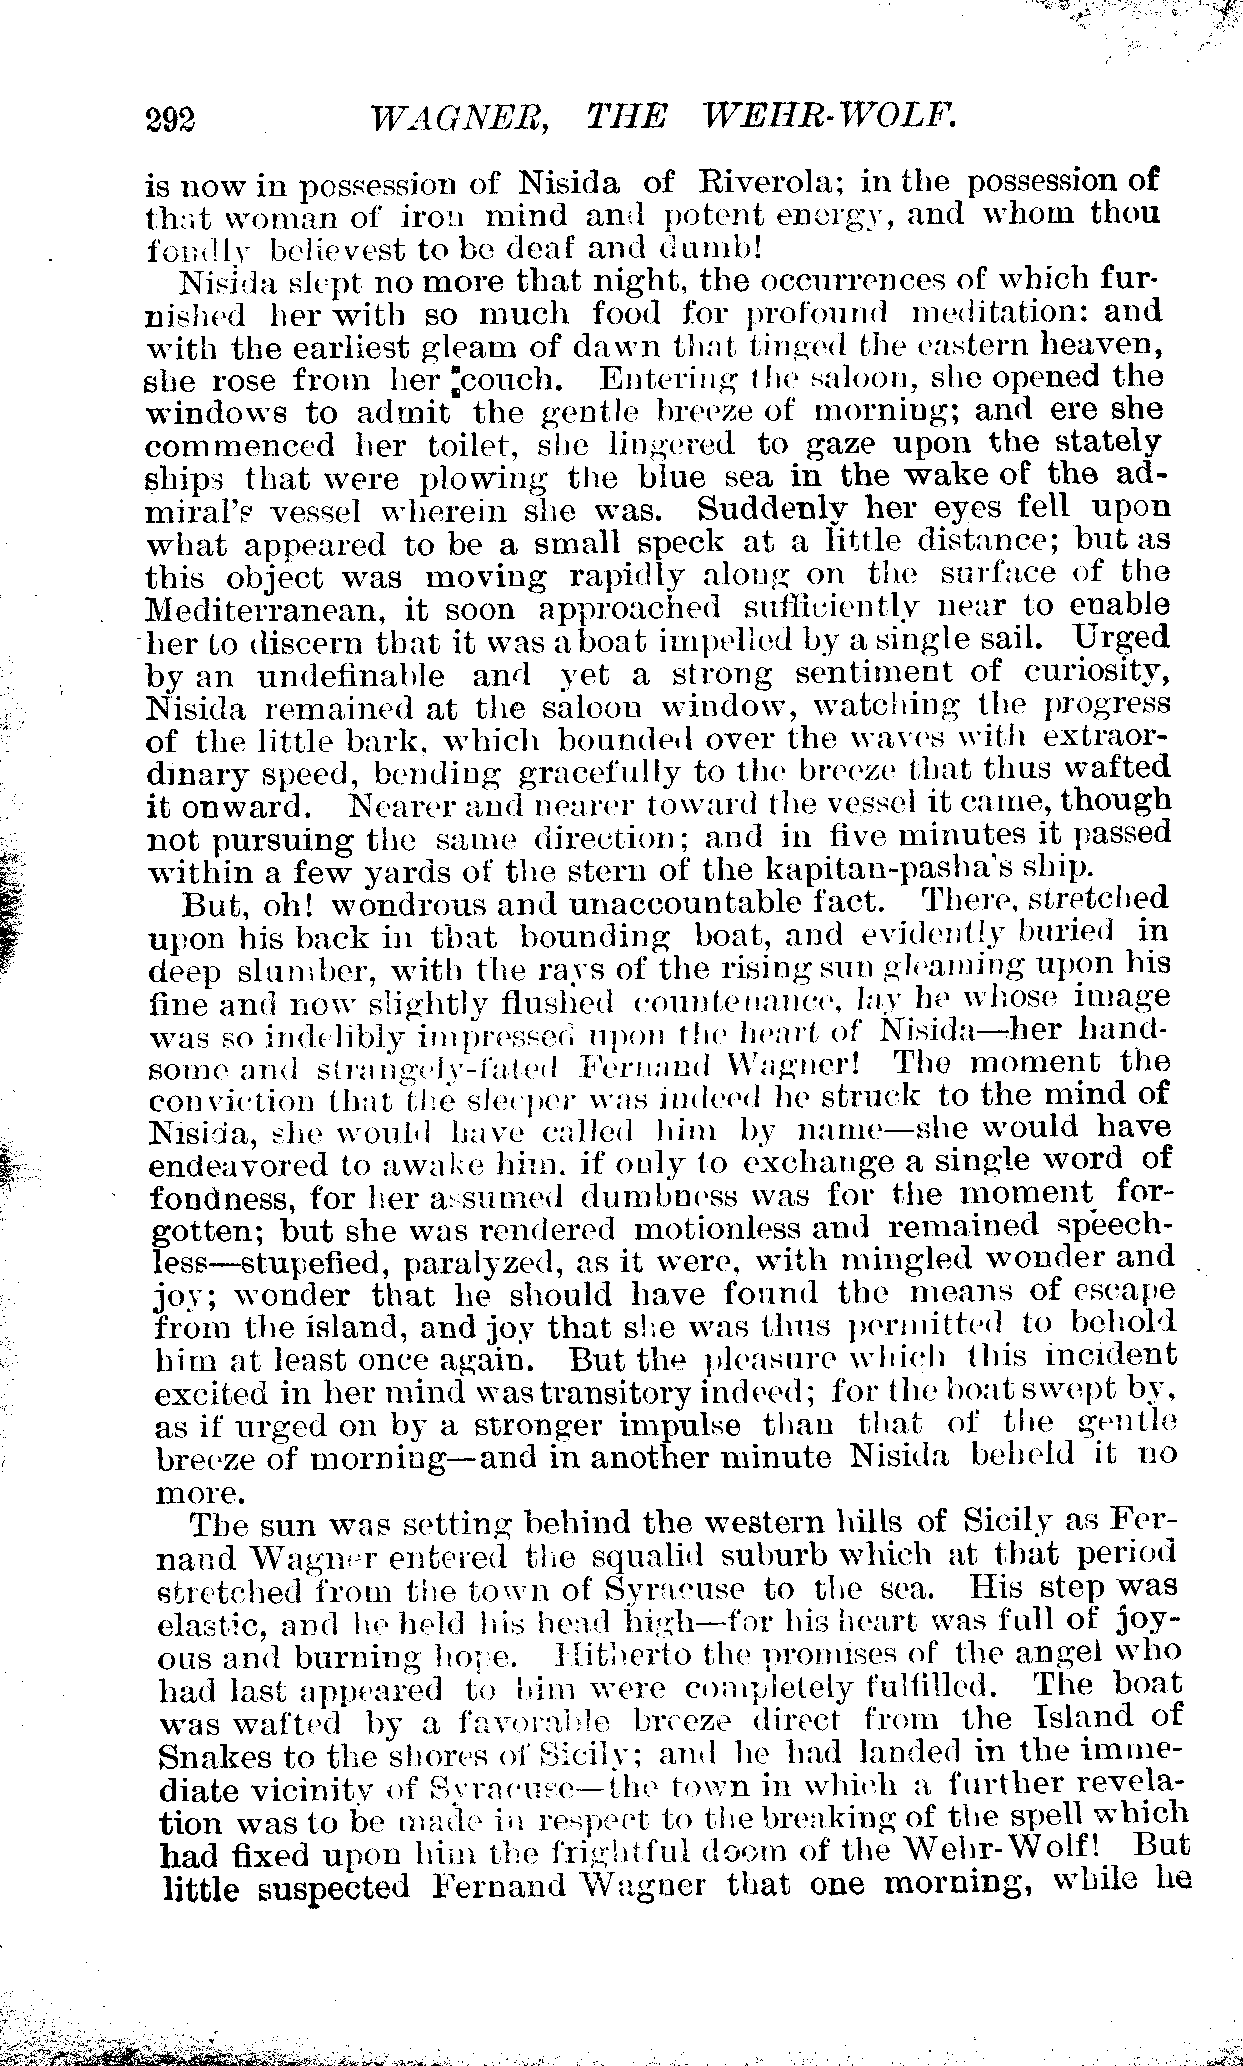 292 WAGNER, THE WEHR-WOLF.
is now in possession of Nisida of Riverola; in the possession of
that woman of iron mind and potent energy, and whom thou
fondly believest to be deaf and dumb!
Nisida slept no more that night, the occurrences of which fur-
nished her with so much food for profound meditation: and
with the earliest gleam of dawn that tinged the eastern heaven,
she rose from her couch. Entering the saloon, she opened the
windows to admit the gentle breeze of morning; and ere she
commenced her toilet, she lingered to gaze upon the stately
ships that were plowing the blue sea in the wake of the ad-
miral's vessel wherein she was. Suddenly her eyes fell upon
what appeared to be a small speck at a little distance; but as
this object was moving rapidly along on the surface of the
Mediterranean, it soon approached sufficiently near to enable
her to discern that it was a boat impelled by a single sail. Urged
by an undefinable and yet a strong sentiment of curiosity,
Nisida remained at the saloon window, watching the progress
of the little bark, which bounded over the waves with extraor-
dinary speed, bending gracefully to the breeze that thus wafted
it onward. Nearer and nearer toward the vessel it came, though
not pursuing the same direction; and in five minutes it passed
within a few yards of the stern of the kapitan-pasha's ship.
But, oh! wondrous and unaccountable fact. There, stretched
upon his back in that bounding boat, and evidently buried in
deep slumber, with the rays of the rising sun gleaming upon his
fine and now slightly flushed countenance, lay he whose image
was so indelibly impressed upon the heart of Nisida—her hand-
some and strangely-fated Fernand Wagner! The moment the
conviction that the sleeper was indeed he struck to the mind of
Nisida, she would have called him by name—she would have
endeavored to awake him, if only to exchange a single word of
fondness, for her assumed dumbness was for the moment for-
gotten; but she was rendered motionless and remained speech-
less—stupefied, paralyzed, as it were, with mingled wonder and
joy; wonder that he should have found the means of escape
from the island, and joy that she was thus permitted to behold
him at least once again. But the pleasure which this incident
excited in her mind was transitory indeed; for the boat swept by,
as if urged on by a stronger impulse than that of the gentle
breeze of morning—and in another minute Nisida beheld it no
more.
The sun was setting behind the western hills of Sicily as Fer-
nand Wagner entered the squalid suburb which at that period
stretched from the town of Syracuse to the sea. His step was
elastic, and he held his head high—for his heart was full of joy-
ous and burning hope. Hitherto the promises of the angel who
had last appeared to him were completely fulfilled. The boat
was wafted by a favorable breeze direct from the Island of
Snakes to the shores of Sicily; and he had landed in the imme-
diate vicinity of Syracuse—the town in which a further revela-
tion was to be made in respect to the breaking of the spell which
had fixed upon him the frightful doom of the Wehr-Wolf! But
little suspected Fernand Wagner that one morning, while he